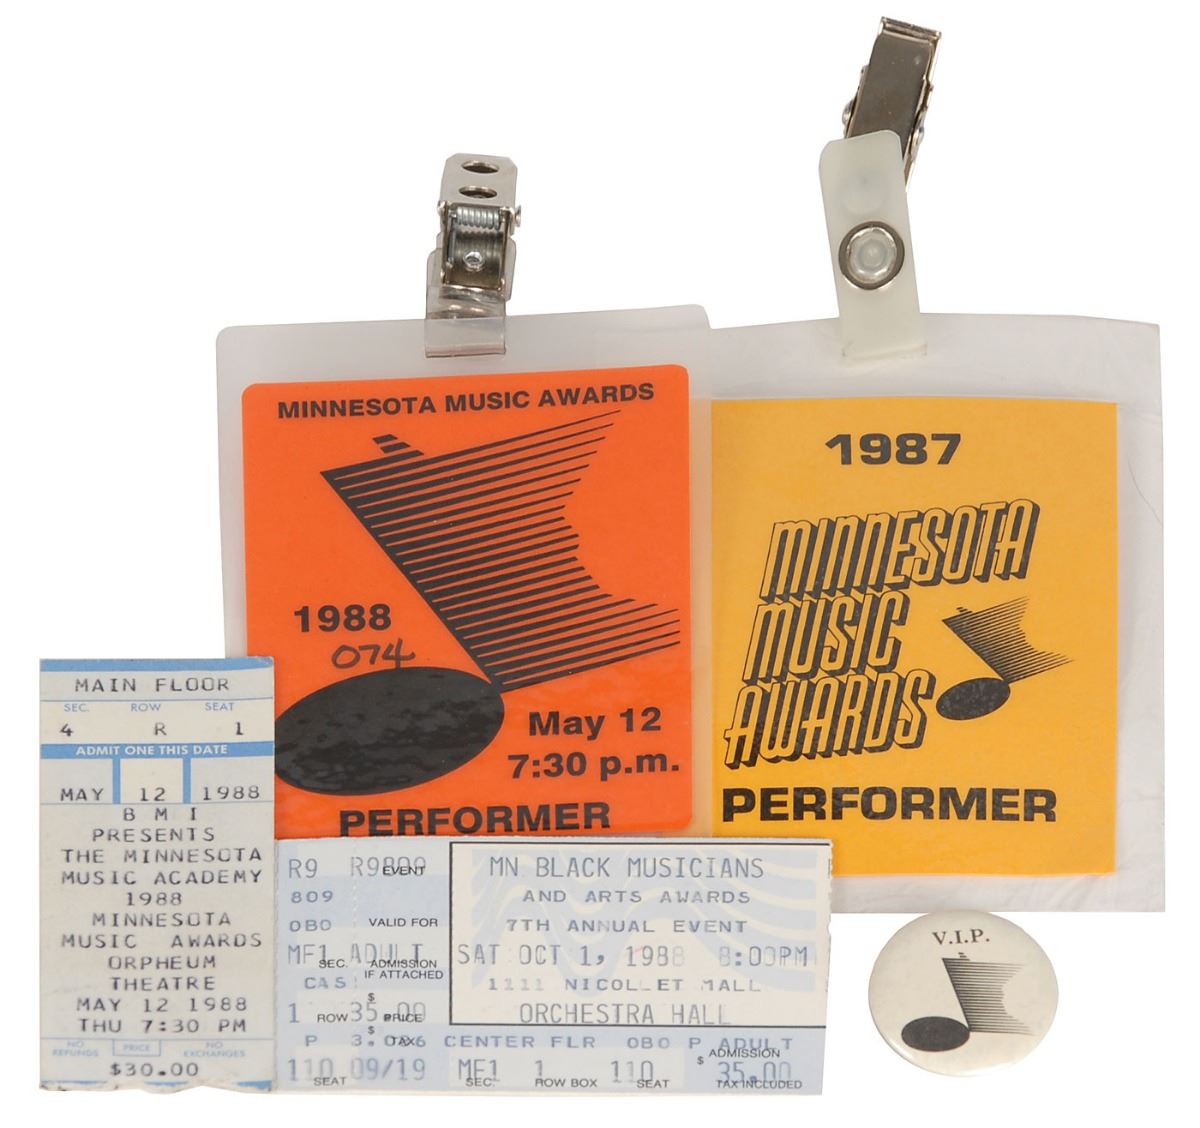 MINNESOTA MUSIC AWARDS
1988
074
May 12
7:30 p.m.
PERFORMER
1987
MINNESOTA
MUSIC
AWARDS
PERFORMER
MAIN FLOOR
SEC. ROW SEAT
4 R 1
ADMIT ONE THIS DATE
MAY 12 1988
B M I
PRESENTS
THE MINNESOTA
MUSIC ACADEMY
1988
MINNESOTA
MUSIC AWARDS
ORPHEUM
THEATRE
MAY 12 1988
THU 7:30 PM
NO REFUNDS PRICE NO EXCHANGES
$30.00
R9 R9809 EVENT
809
OBO VALID FOR
MF1 ADULT
SEC. ADMISSION
IF ATTACHED
CAS
$
1 ROW 35.00 PRICE
$
P TAX
110 09/19
SEAT
MN BLACK MUSICIANS
AND ARTS AWARDS
7TH ANNUAL EVENT
SAT OCT 1, 1988 8:00PM
1111 NICOLLET MALL
ORCHESTRA HALL
CENTER FLR OBO P ADULT
MF1 1 110 $ 35.00
ADMISSION
SEC. ROW BOX SEAT TAX INCLUDED
V.I.P.